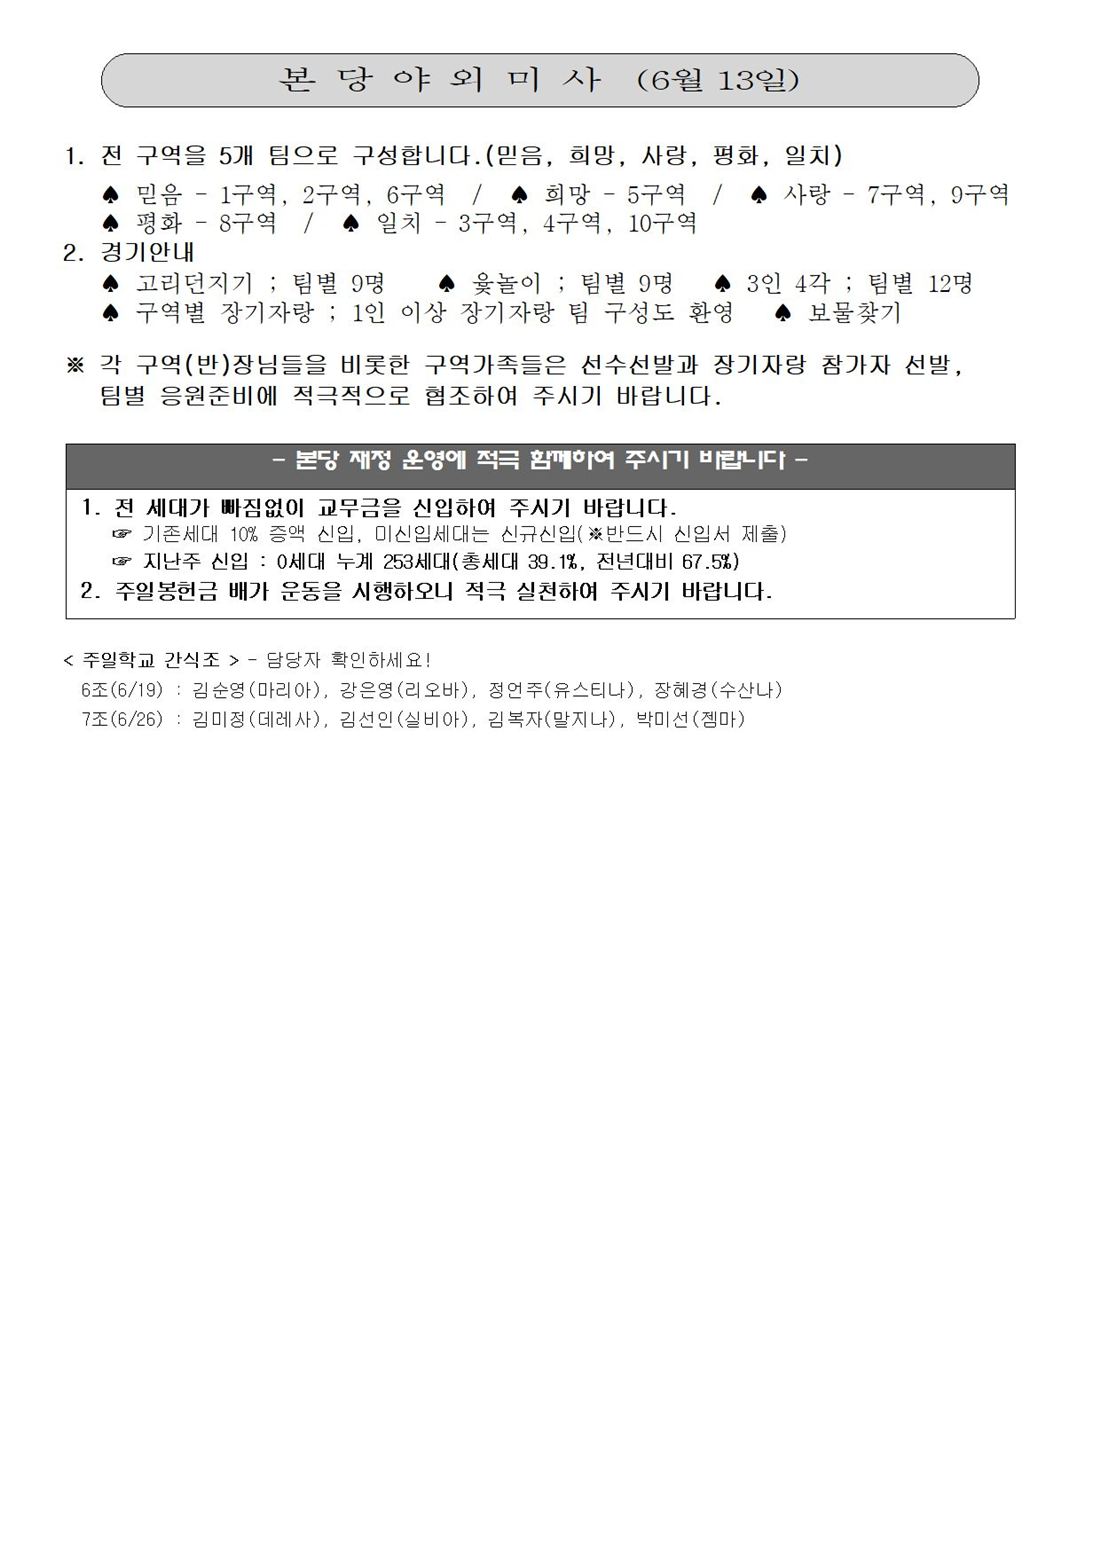 본 당 야 외 미 사 (6월 13일)
1. 전 구역을 5개 팀으로 구성합니다.(믿음, 희망, 사랑, 평화, 일치)
♠ 믿음 - 1구역, 2구역, 6구역 / ♠ 희망 - 5구역 / ♠ 사랑 - 7구역, 9구역
♠ 평화 - 8구역 / ♠ 일치 - 3구역, 4구역, 10구역
2. 경기안내
♠ 고리던지기 ; 팀별 9명 ♠ 윷놀이 ; 팀별 9명 ♠ 3인 4각 ; 팀별 12명
♠ 구역별 장기자랑 ; 1인 이상 장기자랑 팀 구성도 환영 ♠ 보물찾기
※ 각 구역(반)장님들을 비롯한 구역가족들은 선수선발과 장기자랑 참가자 선발,
팀별 응원준비에 적극적으로 협조하여 주시기 바랍니다.
- 본당 재정 운영에 적극 함께하여 주시기 바랍니다 -
1. 전 세대가 빠짐없이 교무금을 신입하여 주시기 바랍니다.
☞ 기존세대 10% 증액 신입, 미신입세대는 신규신입(※반드시 신입서 제출)
☞ 지난주 신입 : 0세대 누계 253세대(총세대 39.1%, 전년대비 67.5%)
2. 주일봉헌금 배가 운동을 시행하오니 적극 실천하여 주시기 바랍니다.
< 주일학교 간식조 > - 담당자 확인하세요!
6조(6/19) : 김순영(마리아), 강은영(리오바), 정언주(유스티나), 장혜경(수산나)
7조(6/26) : 김미정(데레사), 김선인(실비아), 김복자(말지나), 박미선(젬마)